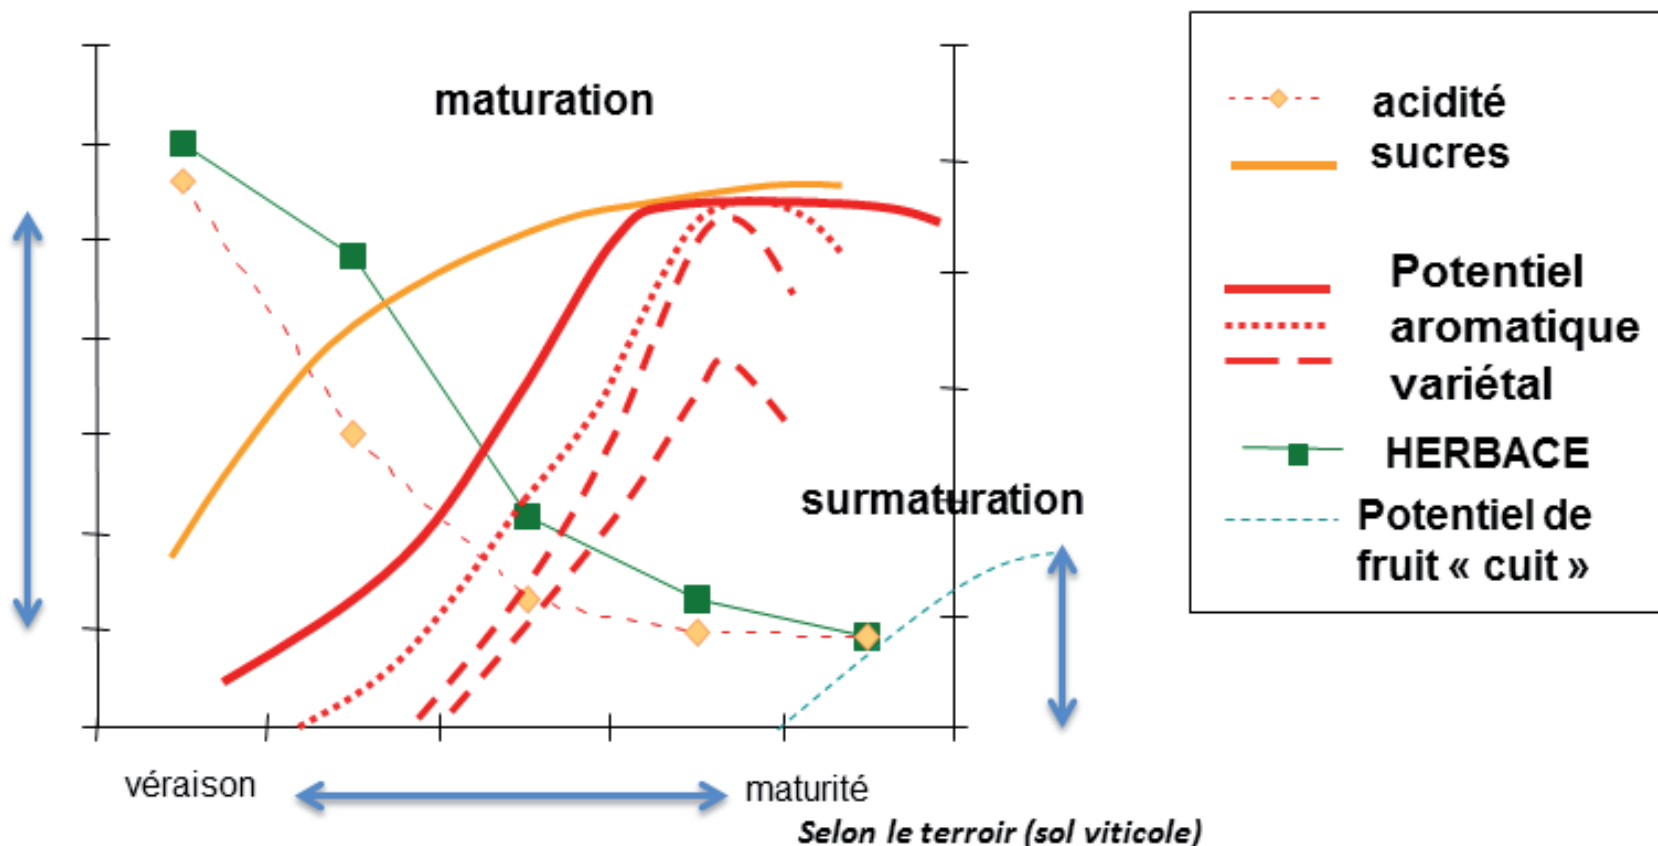 maturation
surmaturation
véraison
maturité
Selon le terroir (sol viticole)
acidité
sucres
Potentiel
aromatique
variétal
HERBACE
Potentiel de
fruit « cuit »